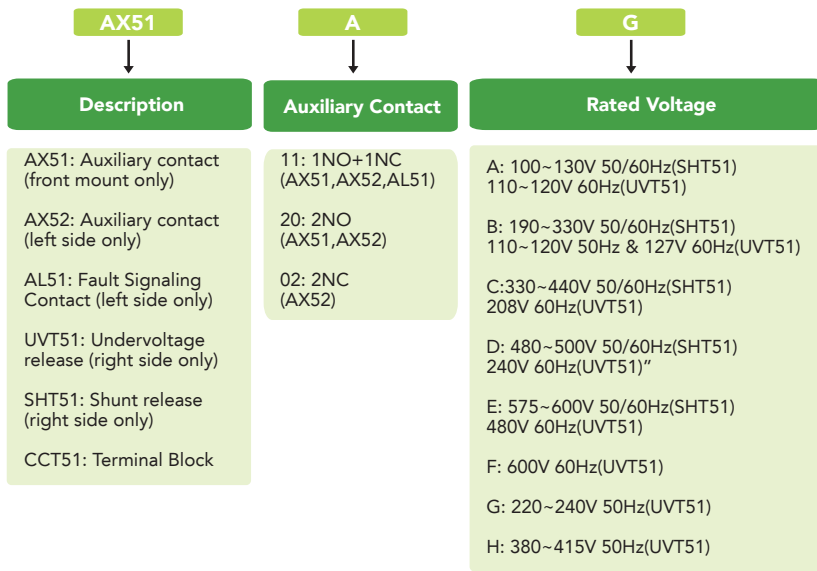 AX51
A
G
Description
Auxiliary Contact
Rated Voltage
AX51: Auxiliary contact
(front mount only)
AX52: Auxiliary contact
(left side only)
AL51: Fault Signaling
Contact (left side only)
UVT51: Undervoltage
release (right side only)
SHT51: Shunt release
(right side only)
CCT51: Terminal Block
11: 1NO+1NC
(AX51,AX52,AL51)
20: 2NO
(AX51,AX52)
02: 2NC
(AX52)
A: 100~130V 50/60Hz(SHT51)
110~120V 60Hz(UVT51)
B: 190~330V 50/60Hz(SHT51)
110~120V 50Hz & 127V 60Hz(UVT51)
C:330~440V 50/60Hz(SHT51)
208V 60Hz(UVT51)
D: 480~500V 50/60Hz(SHT51)
240V 60Hz(UVT51)”
E: 575~600V 50/60Hz(SHT51)
480V 60Hz(UVT51)
F: 600V 60Hz(UVT51)
G: 220~240V 50Hz(UVT51)
H: 380~415V 50Hz(UVT51)